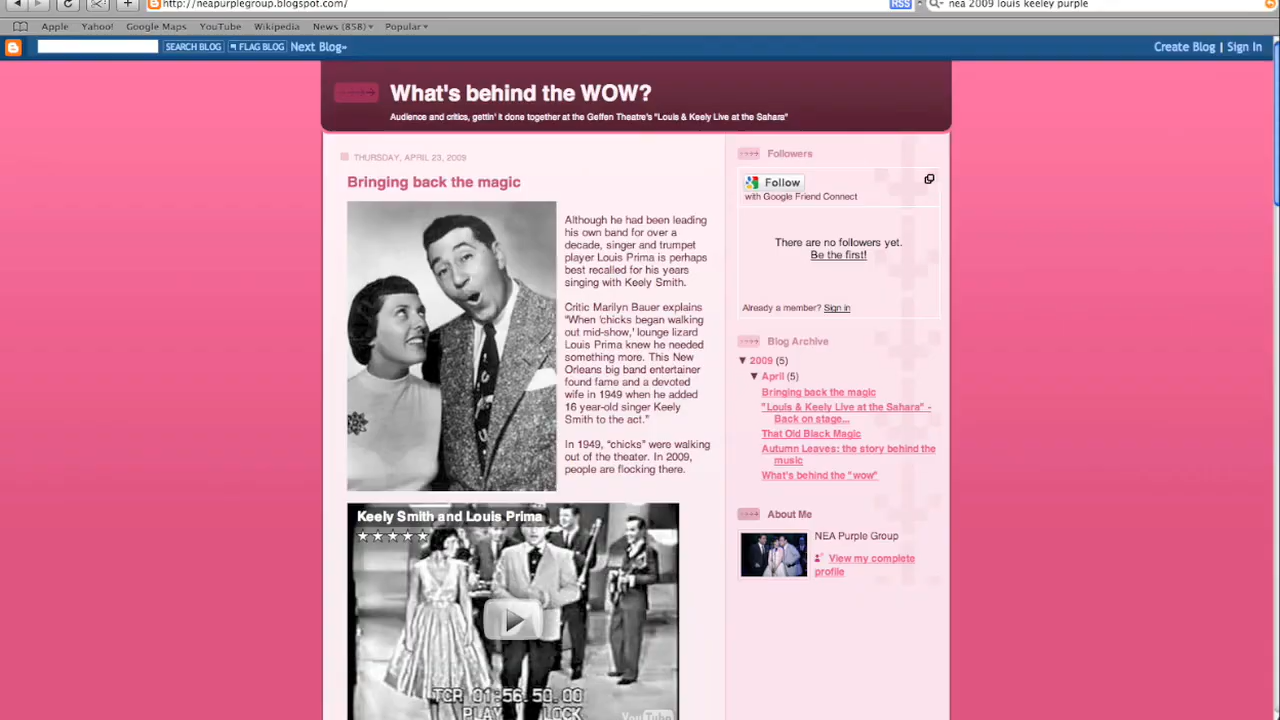 http://neapurplegroup.blogspot.com/
RSS
nea 2009 louis keeley purple
Apple Yahoo! Google Maps YouTube Wikipedia News (858) Popular
SEARCH BLOG FLAG BLOG Next Blog»
Create Blog | Sign In
What's behind the WOW?
Audience and critics, gettin' it done together at the Geffen Theatre's "Louis & Keely Live at the Sahara"
THURSDAY, APRIL 23, 2009
Bringing back the magic
Although he had been leading
his own band for over a
decade, singer and trumpet
player Louis Prima is perhaps
best recalled for his years
singing with Keely Smith.
Critic Marilyn Bauer explains
"When 'chicks began walking
out mid-show,' lounge lizard
Louis Prima knew he needed
something more. This New
Orleans big band entertainer
found fame and a devoted
wife in 1949 when he added
16 year-old singer Keely
Smith to the act."
In 1949, "chicks" were walking
out of the theater. In 2009,
people are flocking there.
Keely Smith and Louis Prima
TCR 01:56.50.00
PLAY LOCK
YouTube
Followers
Follow
with Google Friend Connect
There are no followers yet.
Be the first!
Already a member? Sign in
Blog Archive
▼ 2009 (5)
▼ April (5)
Bringing back the magic
"Louis & Keely Live at the Sahara" -
Back on stage...
That Old Black Magic
Autumn Leaves: the story behind the
music
What's behind the "wow"
About Me
NEA Purple Group
View my complete
profile